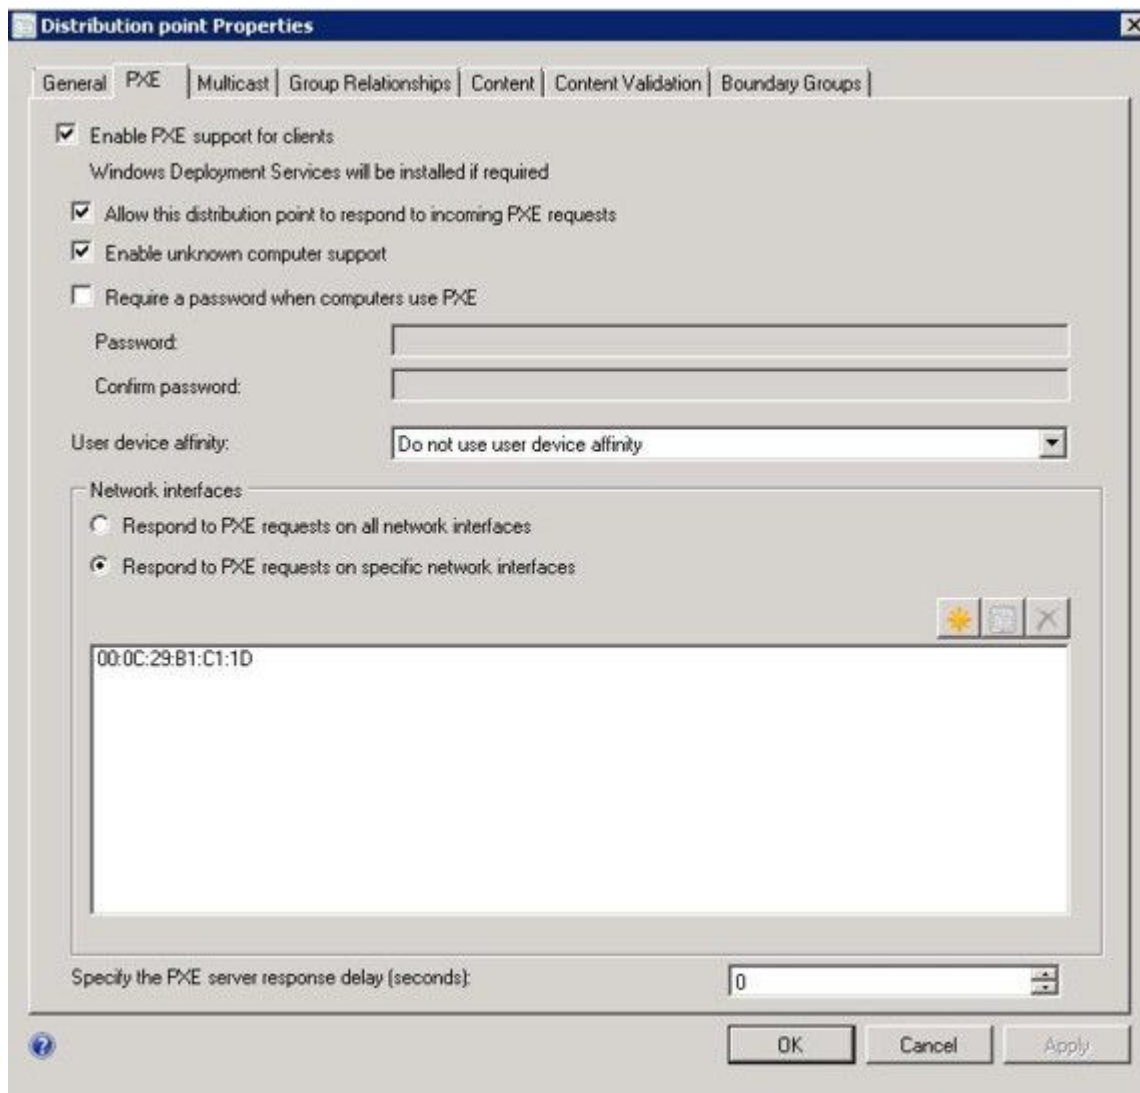 Distribution point Properties
General PXE Multicast Group Relationships Content Content Validation Boundary Groups
Enable PXE support for clients
Windows Deployment Services will be installed if required
Allow this distribution point to respond to incoming PXE requests
Enable unknown computer support
Require a password when computers use PXE
Password:
Confirm password:
User device affinity: Do not use user device affinity
Network interfaces
Respond to PXE requests on all network interfaces
Respond to PXE requests on specific network interfaces
00:0C:29:B1:C1:1D
Specify the PXE server response delay (seconds): 0
OK Cancel Apply